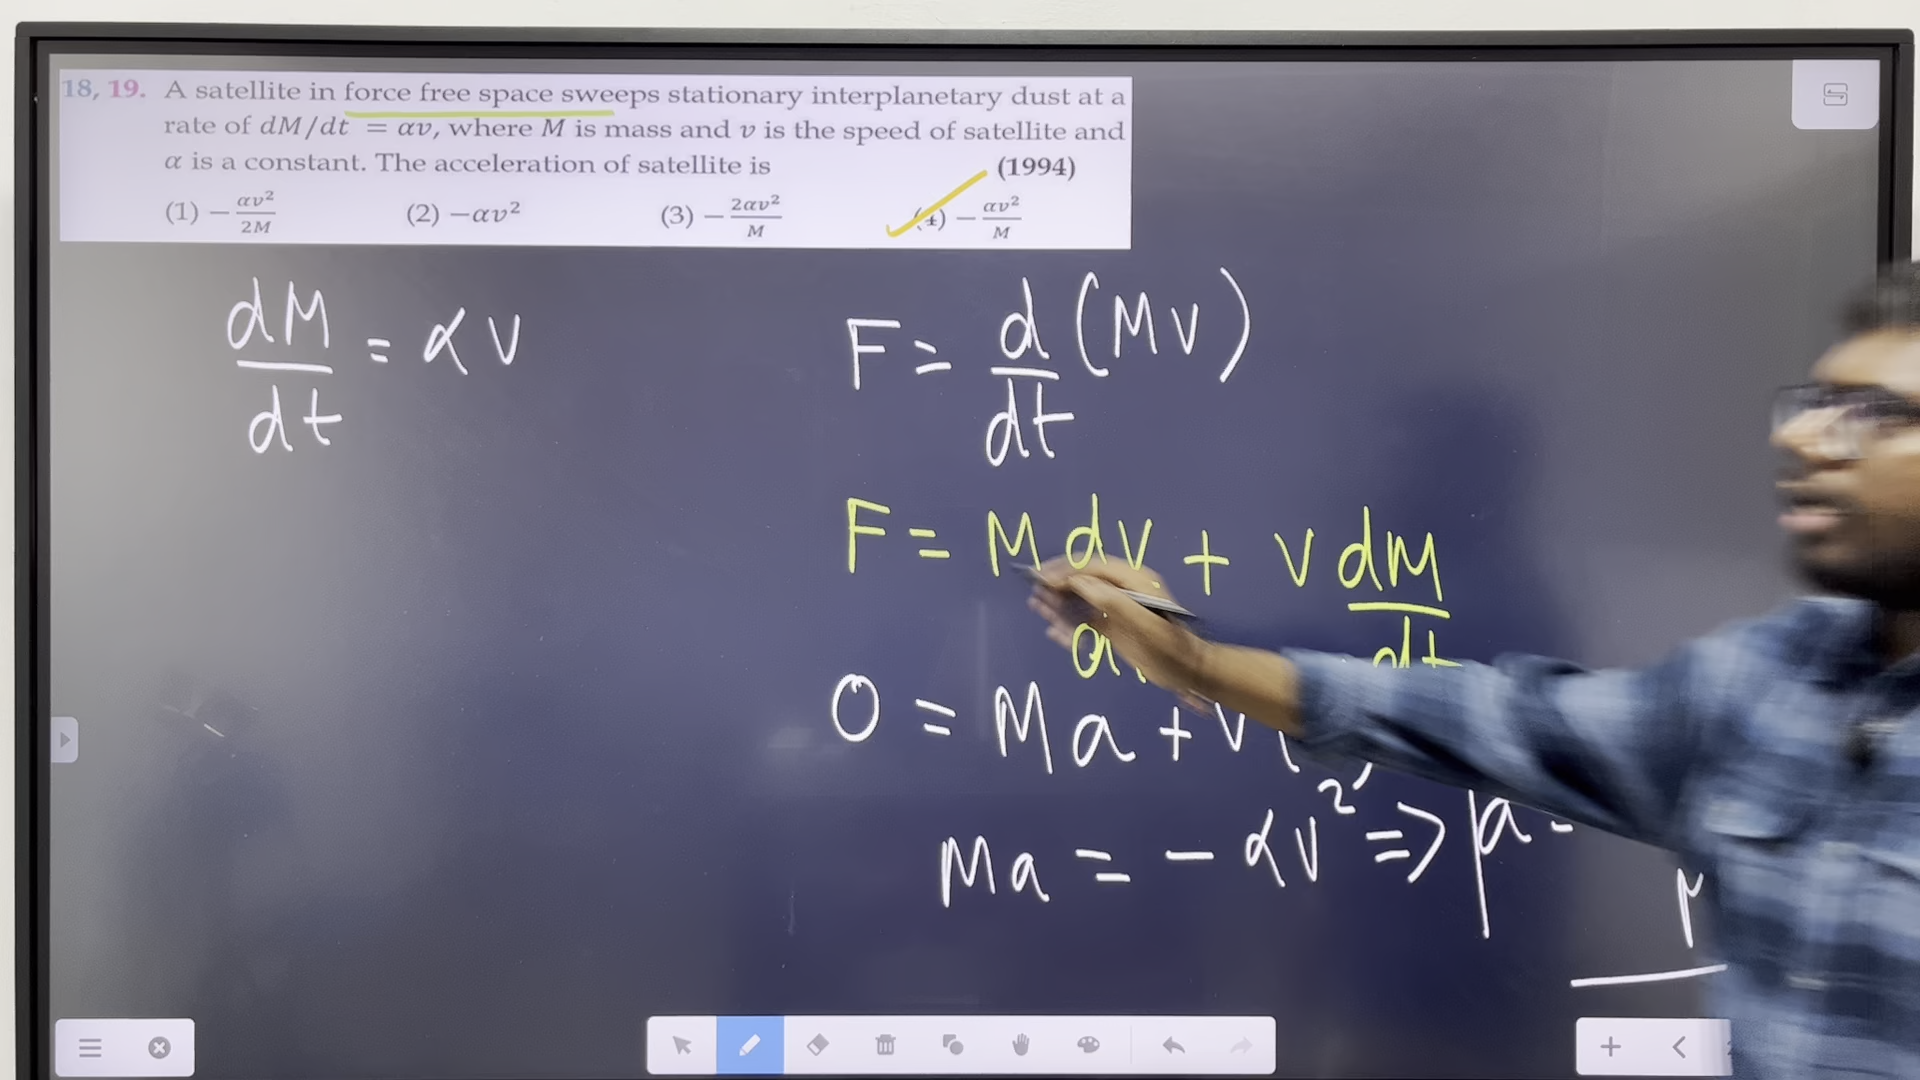 18, 19. A satellite in force free space sweeps stationary interplanetary dust at a
rate of dM/dt = αv, where M is mass and v is the speed of satellite and
α is a constant. The acceleration of satellite is (1994)
(1) −αv²/2M (2) −αv² (3) −2αv²/M (4) −αv²/M
dM/dt = αv
F = d/dt (Mv)
F = M dv + v dM/dt
0 = Ma + v
Ma = − αv² => a =